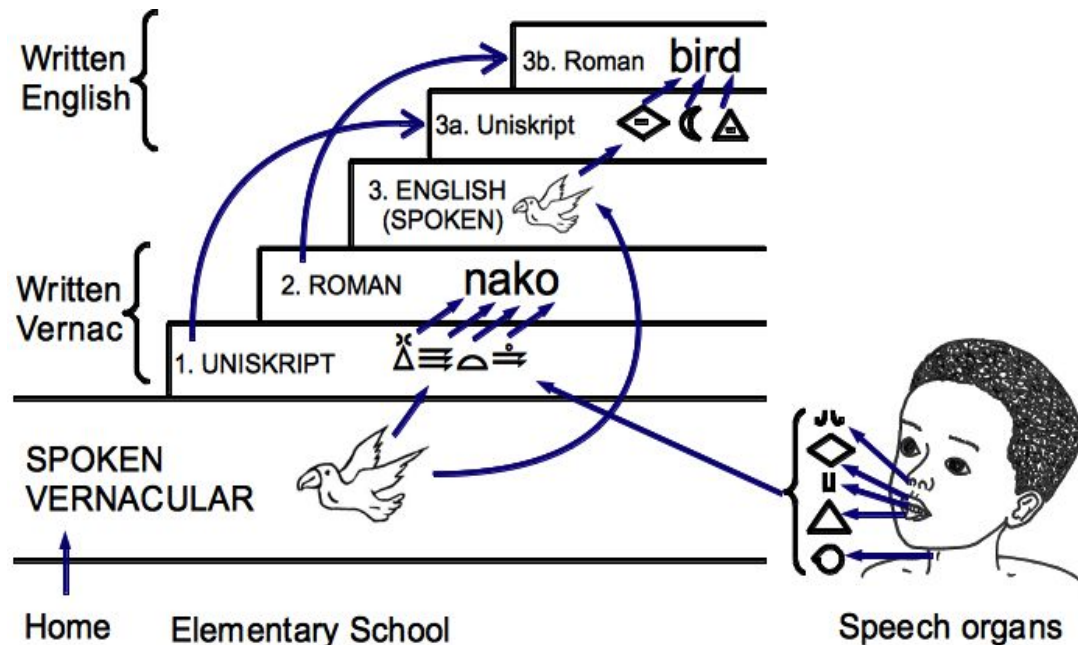 Written
English
3b. Roman bird
3a. Uniskript
3. ENGLISH
(SPOKEN)
Written
Vernac
2. ROMAN nako
1. UNISKRIPT
SPOKEN
VERNACULAR
Home Elementary School Speech organs